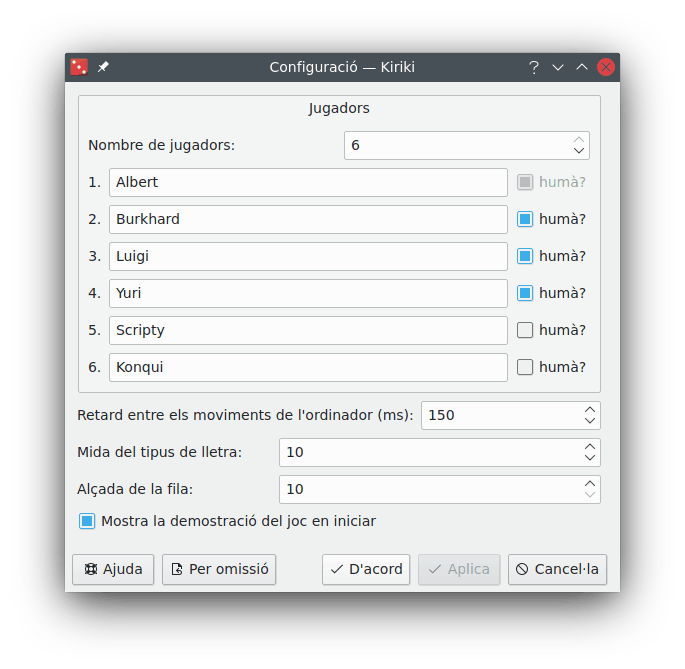 Configuració — Kiriki
Jugadors
Nombre de jugadors: 6
1. Albert humà?
2. Burkhard humà?
3. Luigi humà?
4. Yuri humà?
5. Scripty humà?
6. Konqui humà?
Retard entre els moviments de l'ordinador (ms): 150
Mida del tipus de lletra: 10
Alçada de la fila: 10
Mostra la demostració del joc en iniciar
Ajuda Per omissió D'acord Aplica Cancel·la